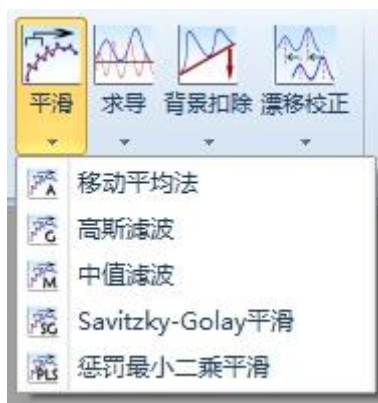 平滑 求导 背景扣除 漂移校正
移动平均法
A
高斯滤波
G
中值滤波
M
Savitzky-Golay平滑
SG
惩罚最小二乘平滑
PLS